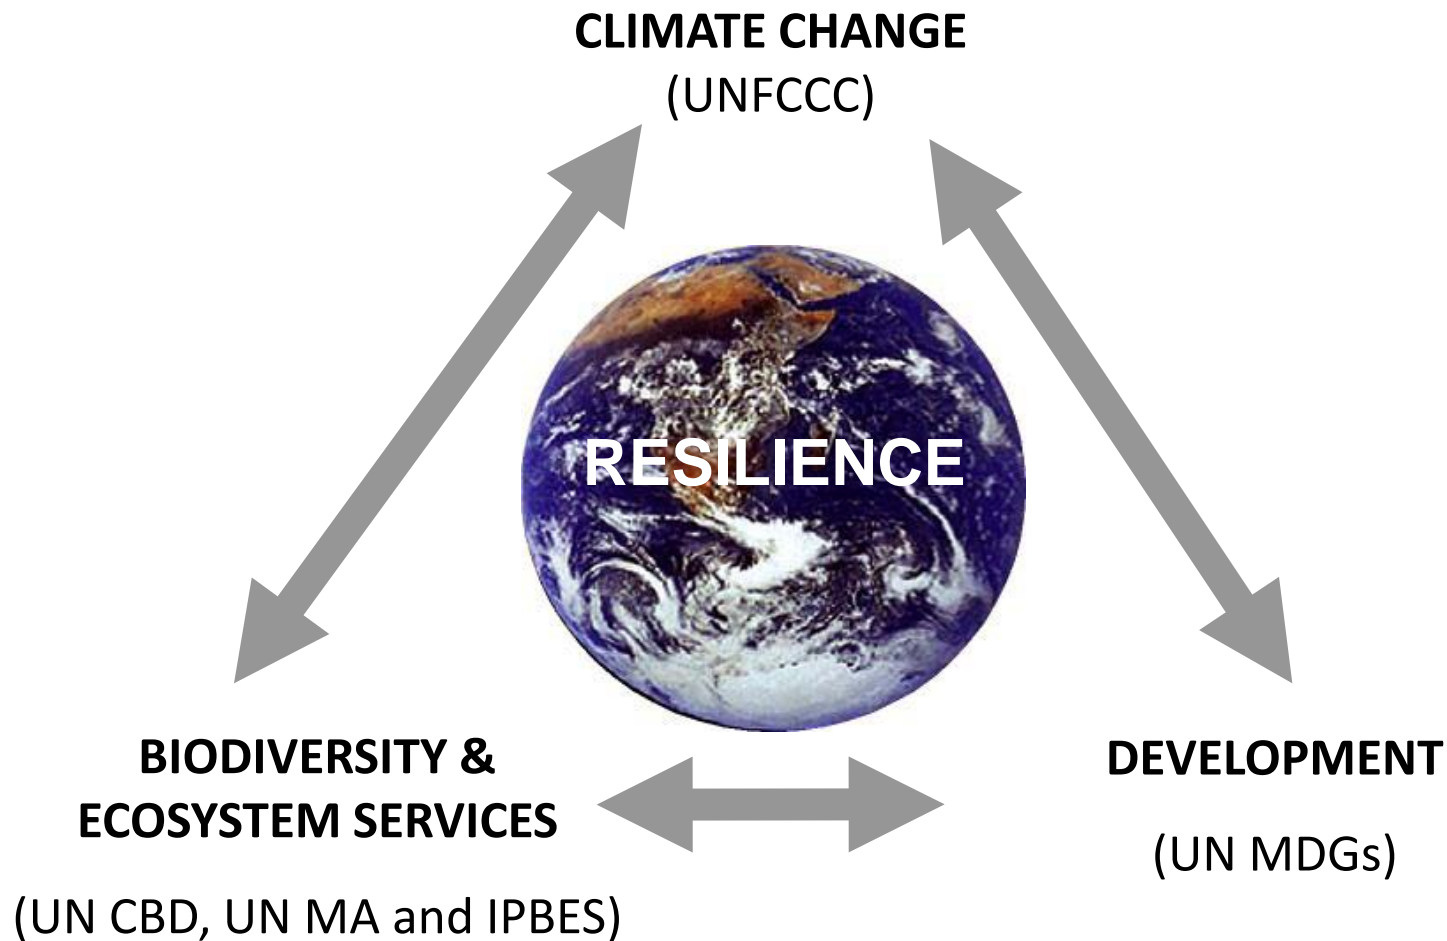 CLIMATE CHANGE
(UNFCCC)
RESILIENCE
BIODIVERSITY &
ECOSYSTEM SERVICES
(UN CBD, UN MA and IPBES)
DEVELOPMENT
(UN MDGs)